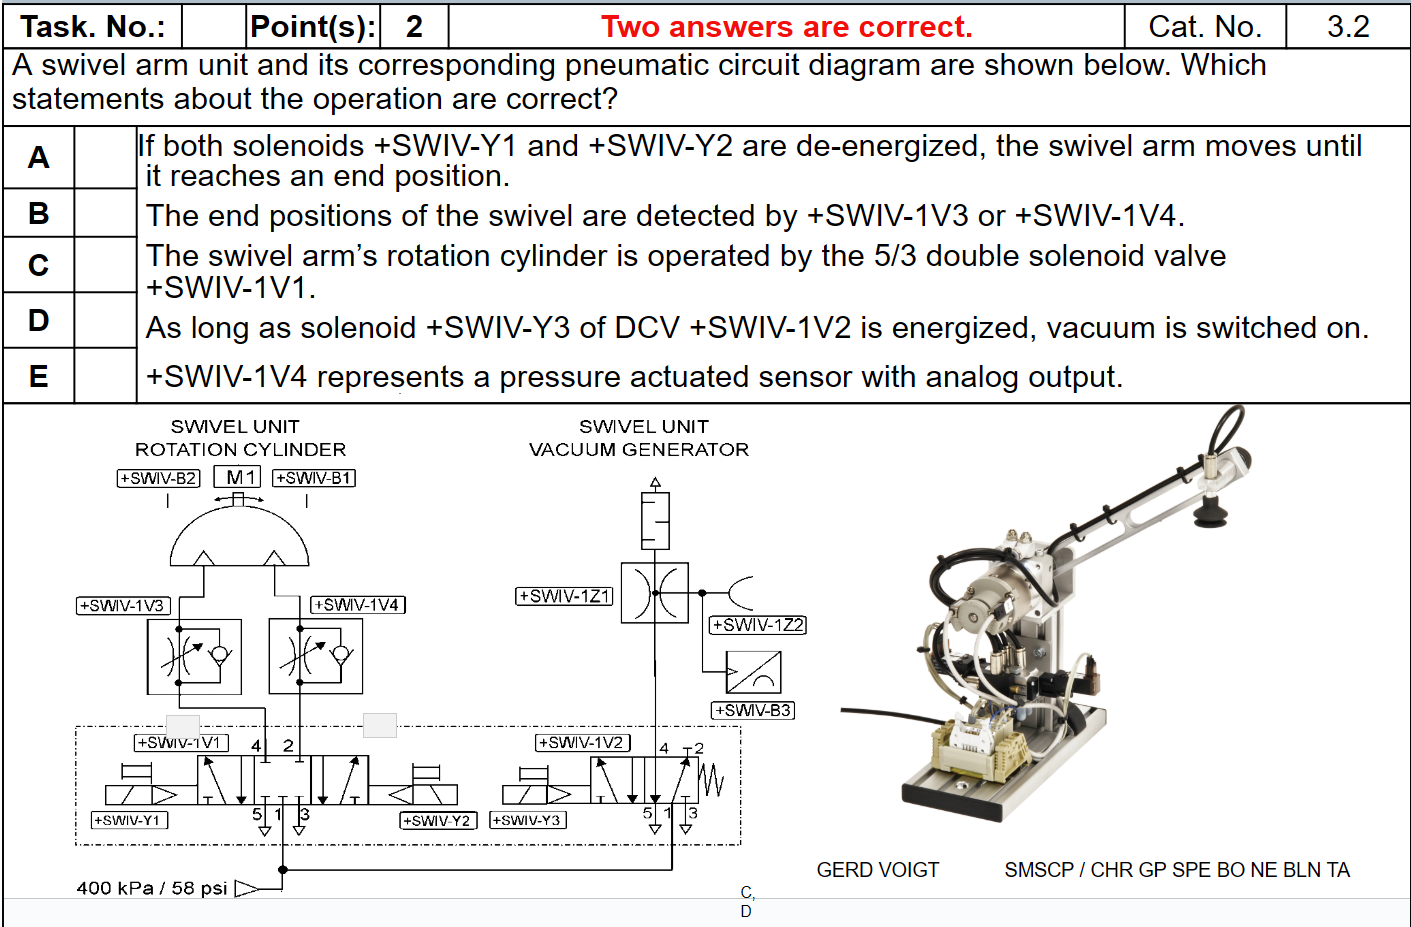 Task. No.: Point(s): 2 Two answers are correct. Cat. No. 3.2
A swivel arm unit and its corresponding pneumatic circuit diagram are shown below. Which
statements about the operation are correct?
A If both solenoids +SWIV-Y1 and +SWIV-Y2 are de-energized, the swivel arm moves until
it reaches an end position.
B The end positions of the swivel are detected by +SWIV-1V3 or +SWIV-1V4.
C The swivel arm's rotation cylinder is operated by the 5/3 double solenoid valve
+SWIV-1V1.
D As long as solenoid +SWIV-Y3 of DCV +SWIV-1V2 is energized, vacuum is switched on.
E +SWIV-1V4 represents a pressure actuated sensor with analog output.
SWIVEL UNIT
ROTATION CYLINDER
+SWIV-B2 M1 +SWIV-B1
+SWIV-1V3 +SWIV-1V4
+SWIV-1V1 4 2
5 1 3
+SWIV-Y1 +SWIV-Y2
400 kPa / 58 psi
SWIVEL UNIT
VACUUM GENERATOR
+SWIV-1Z1
+SWIV-1Z2
+SWIV-B3
+SWIV-1V2 4 2
5 1 3
+SWIV-Y3
GERD VOIGT SMSCP / CHR GP SPE BO NE BLN TA
C,
D